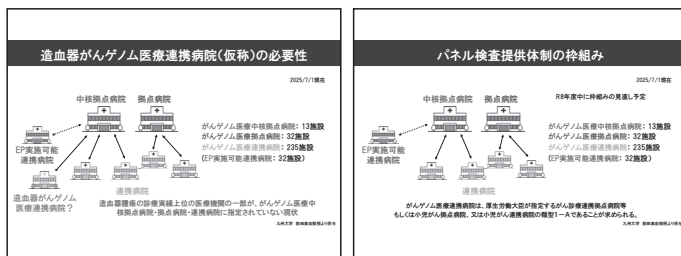 造血器がんゲノム医療連携病院(仮称)の必要性
2025/7/1現在
中核拠点病院 拠点病院
EP実施可能
連携病院
がんゲノム医療中核拠点病院: 13施設
がんゲノム医療拠点病院: 32施設
がんゲノム医療連携病院: 235施設
(EP実施可能連携病院: 32施設)
造血器がんゲノム
医療連携病院?
連携病院
造血器腫瘍の診療実績上位の医療機関の一部が、がんゲノム医療中
核拠点病院・拠点病院・連携病院に指定されていない現状
パネル検査提供体制の枠組み
2025/7/1現在
中核拠点病院 拠点病院
R8年度中に枠組みの見直し予定
EP実施可能
連携病院
がんゲノム医療中核拠点病院: 13施設
がんゲノム医療拠点病院: 32施設
がんゲノム医療連携病院: 235施設
(EP実施可能連携病院: 32施設)
連携病院
がんゲノム医療連携病院は、厚生労働大臣が指定するがん診療連携拠点病院等
もしくは小児がん拠点病院、又は小児がん連携病院の類型1-Aであることが求められる。